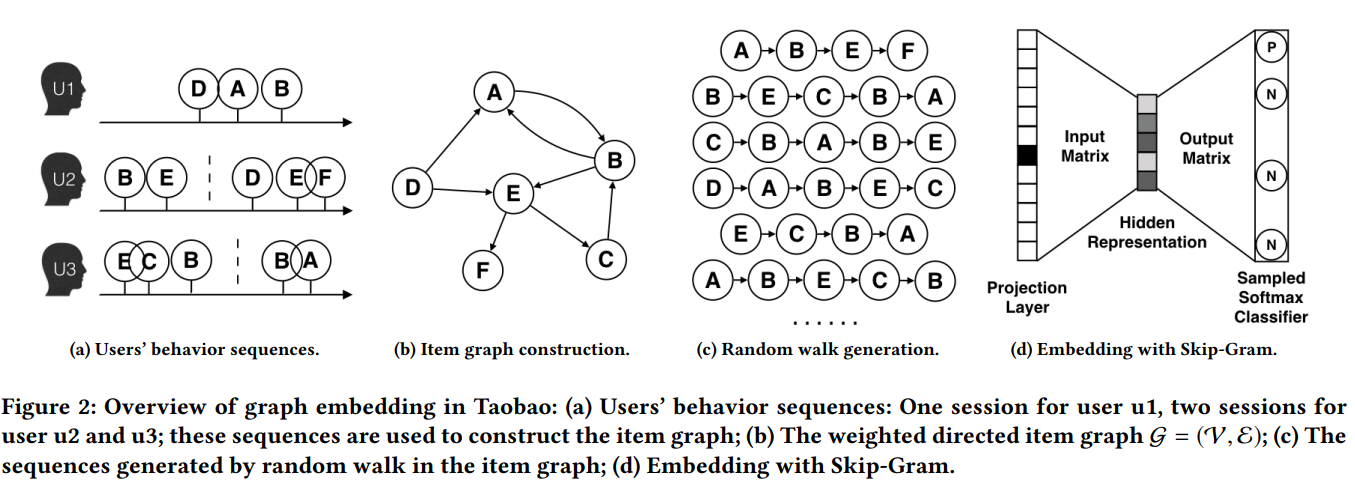 U1
D A B
U2
B E D E F
U3
E C B B A
(a) Users' behavior sequences.
A
B
D
E
C
F
(b) Item graph construction.
A B E F
B E C B A
C B A B E
D A B E C
E C B A
A B E C B
......
(c) Random walk generation.
P
N
N
N
Input
Matrix
Output
Matrix
Hidden
Representation
Projection
Layer
Sampled
Softmax
Classifier
(d) Embedding with Skip-Gram.
Figure 2: Overview of graph embedding in Taobao: (a) Users' behavior sequences: One session for user u1, two sessions for
user u2 and u3; these sequences are used to construct the item graph; (b) The weighted directed item graph 𝒢 = (𝒱, ℰ); (c) The
sequences generated by random walk in the item graph; (d) Embedding with Skip-Gram.